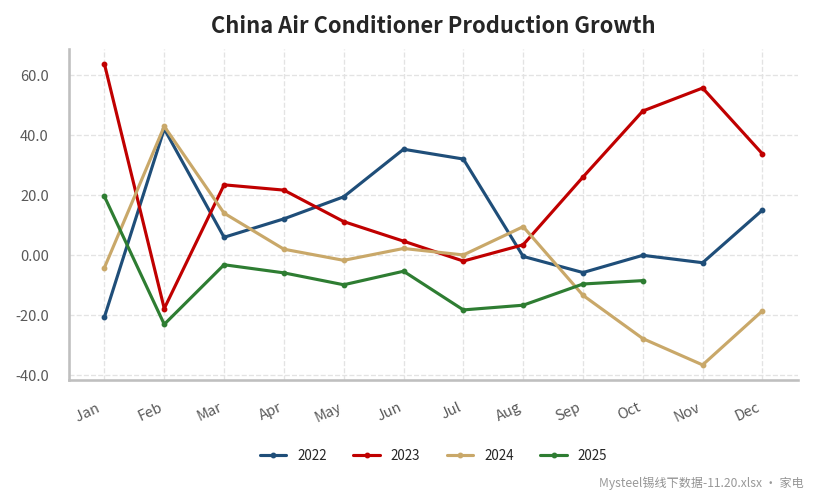 China Air Conditioner Production Growth
60.0
40.0
20.0
0.00
-20.0
-40.0
Jan Feb Mar Apr May Jun Jul Aug Sep Oct Nov Dec
2022 2023 2024 2025
Mysteel锡线下数据-11.20.xlsx • 家电